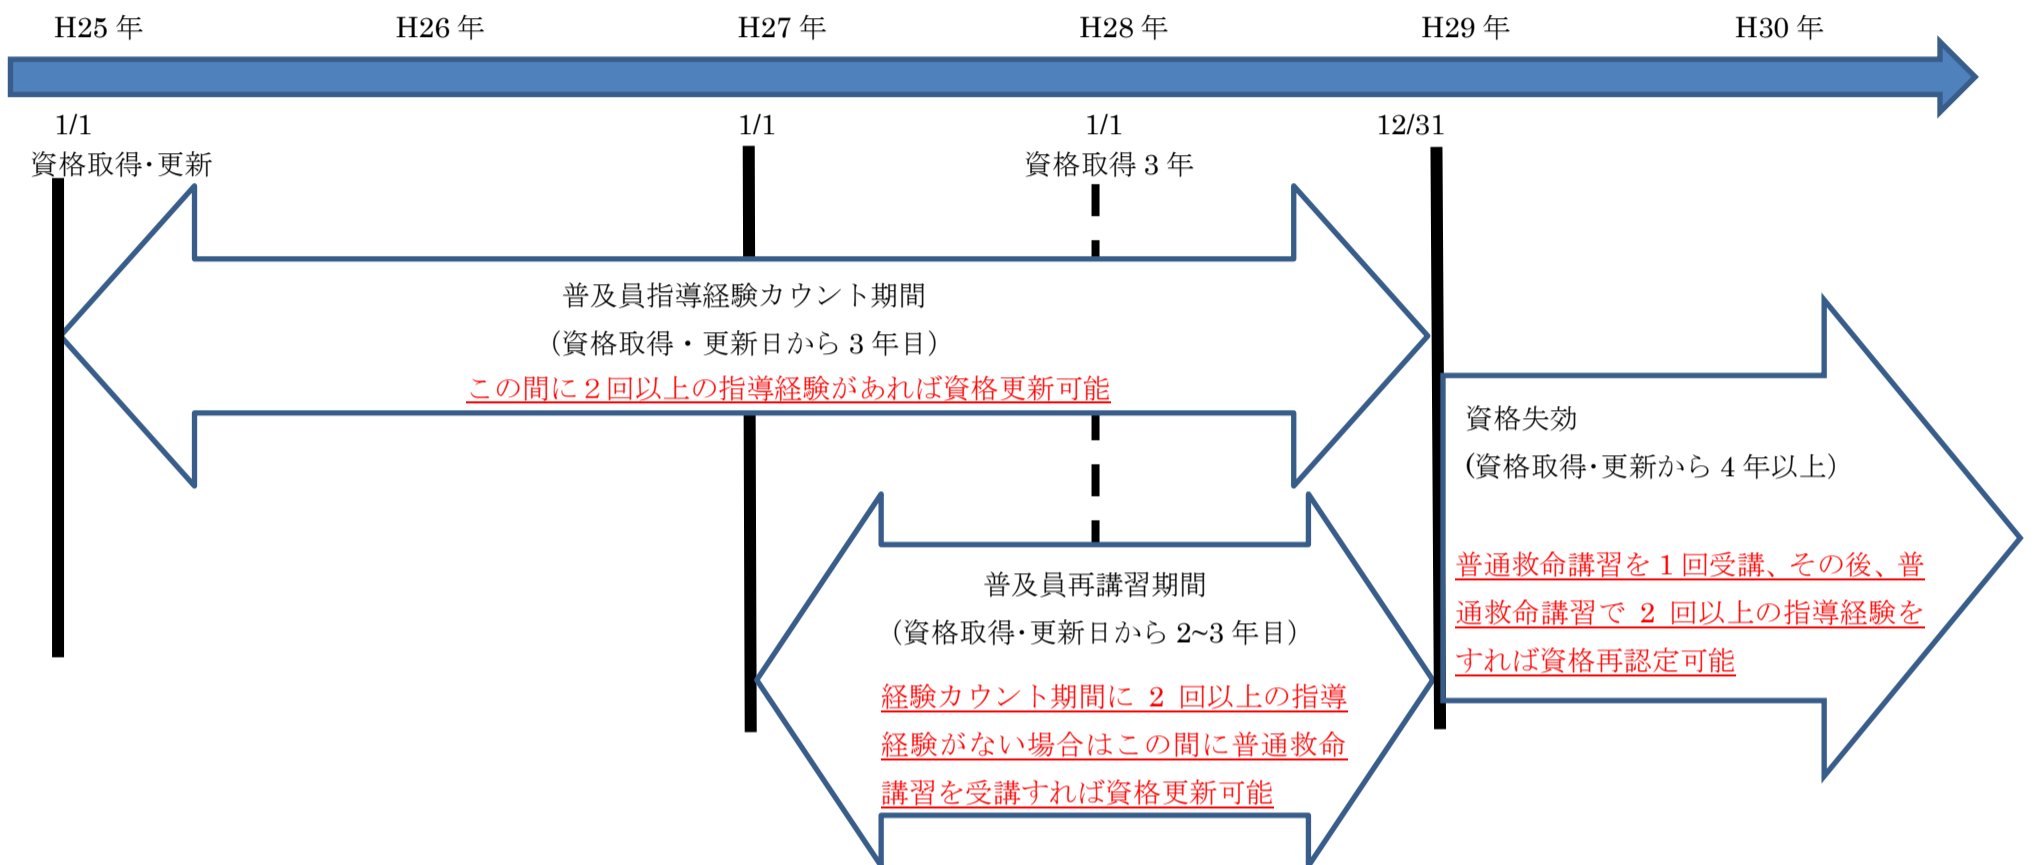 H25 年 H26 年 H27 年 H28 年 H29 年 H30 年
1/1 1/1 1/1 12/31
資格取得・更新 資格取得 3 年
普及員指導経験カウント期間
（資格取得・更新日から 3 年目）
この間に２回以上の指導経験があれば資格更新可能
資格失効
(資格取得・更新から 4 年以上）
普通救命講習を 1 回受講、その後、普
通救命講習で 2 回以上の指導経験を
すれば資格再認定可能
普及員再講習期間
（資格取得・更新日から 2~3 年目）
経験カウント期間に 2 回以上の指導
経験がない場合はこの間に普通救命
講習を受講すれば資格更新可能